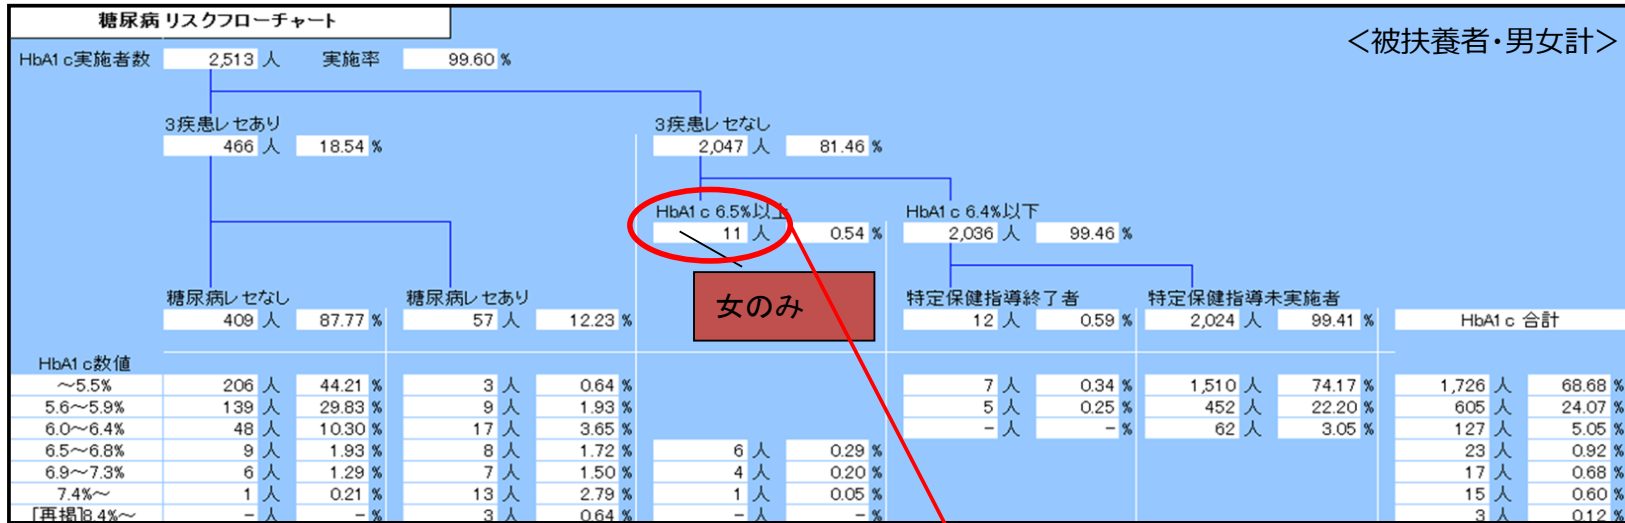 糖尿病リスクフローチャート
＜被扶養者・男女計＞
HbA1c実施者数 2,513 人 実施率 99.60 %
3疾患レセあり 3疾患レセなし
466 人 18.54 % 2,047 人 81.46 %
HbA1c 6.5%以上 HbA1c 6.4%以下
11 人 0.54 % 2,036 人 99.46 %
女のみ
糖尿病レセなし 糖尿病レセあり 特定保健指導終了者 特定保健指導未実施者
409 人 87.77 % 57 人 12.23 % 12 人 0.59 % 2,024 人 99.41 % HbA1c 合計
HbA1c数値
～5.5% 206 人 44.21 % 3 人 0.64 % 7 人 0.34 % 1,510 人 74.17 % 1,726 人 68.68 %
5.6～5.9% 139 人 29.83 % 9 人 1.93 % 5 人 0.25 % 452 人 22.20 % 605 人 24.07 %
6.0～6.4% 48 人 10.30 % 17 人 3.65 % － 人 － % 62 人 3.05 % 127 人 5.05 %
6.5～6.8% 9 人 1.93 % 8 人 1.72 % 6 人 0.29 % 23 人 0.92 %
6.9～7.3% 6 人 1.29 % 7 人 1.50 % 4 人 0.20 % 17 人 0.68 %
7.4%～ 1 人 0.21 % 13 人 2.79 % 1 人 0.05 % 15 人 0.60 %
[再掲]8.4%～ － 人 － % 3 人 0.64 % － 人 － % 3 人 0.12 %